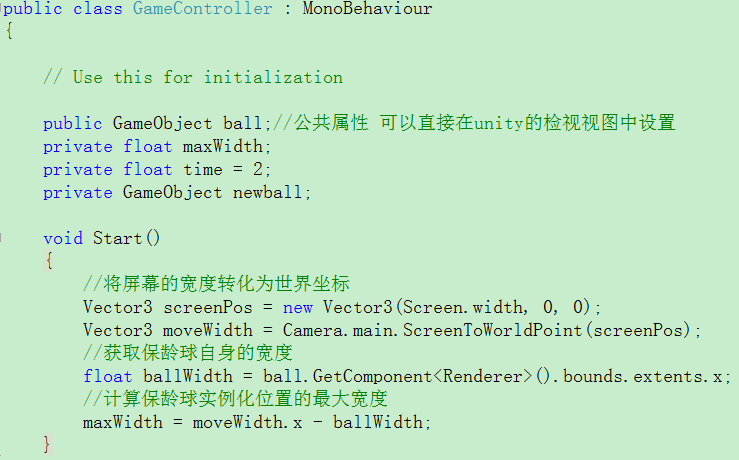 public class GameController : MonoBehaviour
{
// Use this for initialization
public GameObject ball;//公共属性 可以直接在unity的检视视图中设置
private float maxWidth;
private float time = 2;
private GameObject newball;
void Start()
{
//将屏幕的宽度转化为世界坐标
Vector3 screenPos = new Vector3(Screen.width, 0, 0);
Vector3 moveWidth = Camera.main.ScreenToWorldPoint(screenPos);
//获取保龄球自身的宽度
float ballWidth = ball.GetComponent<Renderer>().bounds.extents.x;
//计算保龄球实例化位置的最大宽度
maxWidth = moveWidth.x - ballWidth;
}